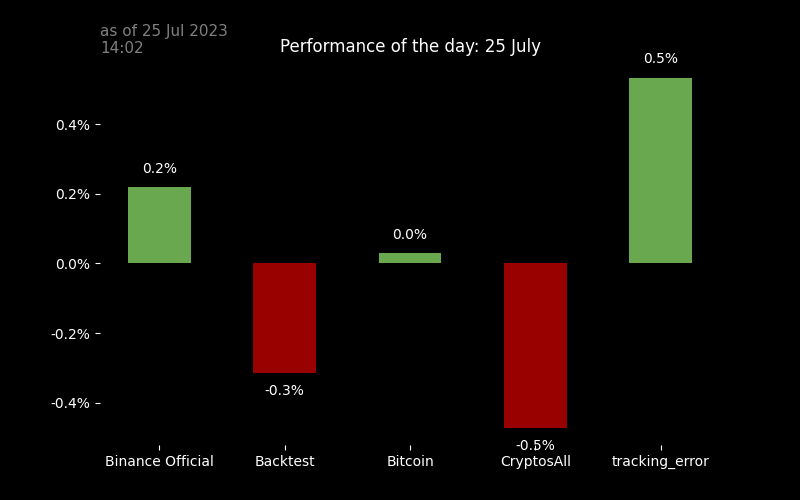 as of 25 Jul 2023
14:02
Performance of the day: 25 July
0.5%
0.4%
0.2%
0.2%
0.0%
0.0%
-0.2%
-0.3%
-0.4%
-0.5%
Binance Official
Backtest
Bitcoin
CryptosAll
tracking_error